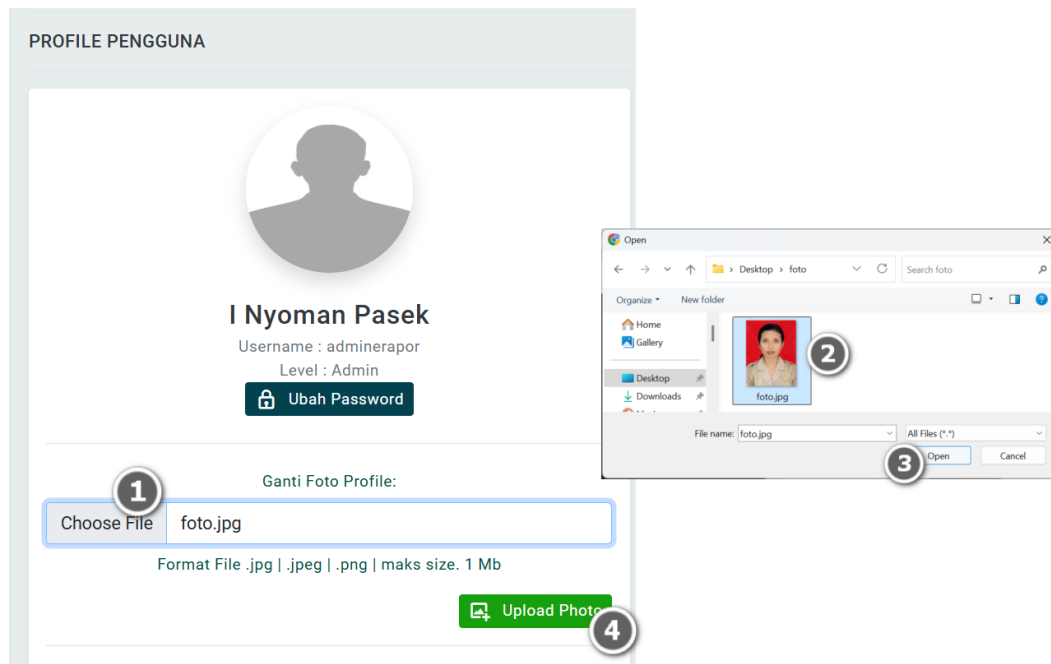 PROFILE PENGGUNA
I Nyoman Pasek
Username : adminerapor
Level : Admin
Ubah Password
Ganti Foto Profile:
1
Choose File foto.jpg
Format File .jpg | .jpeg | .png | maks size. 1 Mb
Upload Photo
4
Open
Desktop > foto
Search foto
Organize New folder
Home
Gallery
Desktop
Downloads
2
foto.jpg
File name: foto.jpg All Files (*.*)
3
Open Cancel